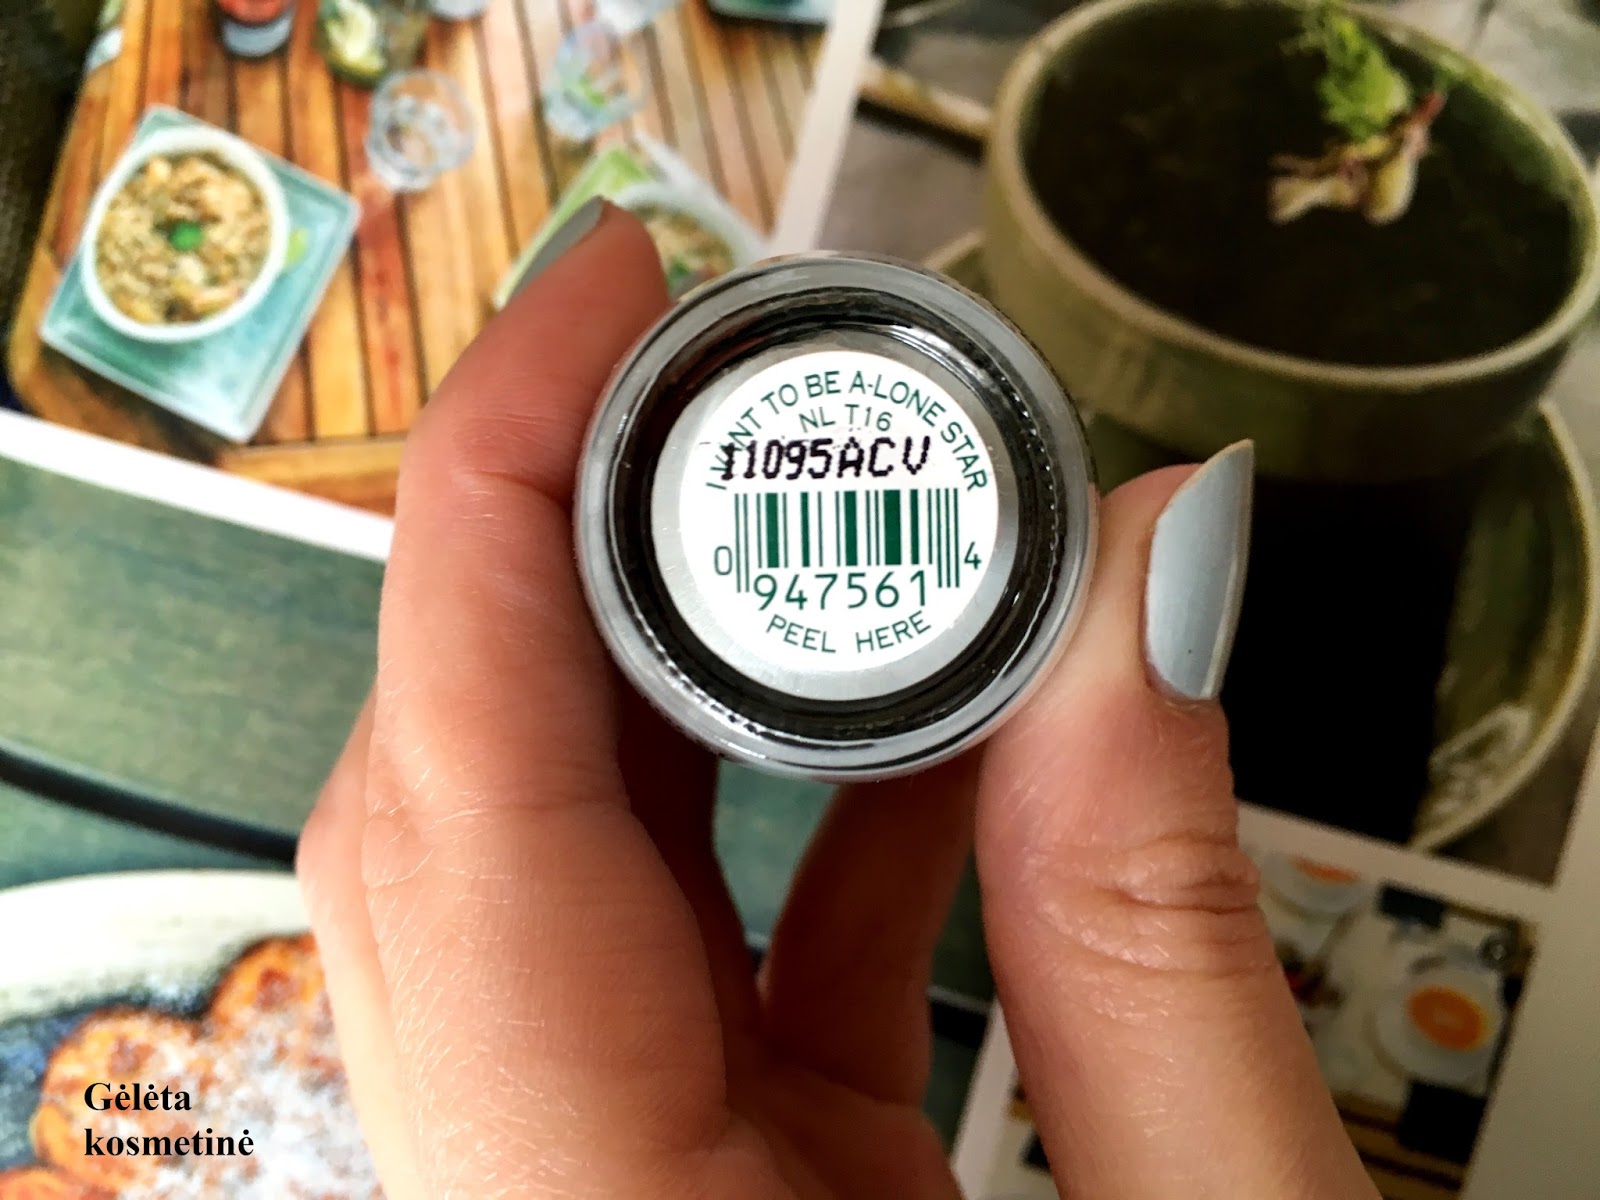 I WANT TO BE A-LONE STAR
NL T16
11095ACV
0 947561 4
PEEL HERE
Gėlėta
kosmetinė